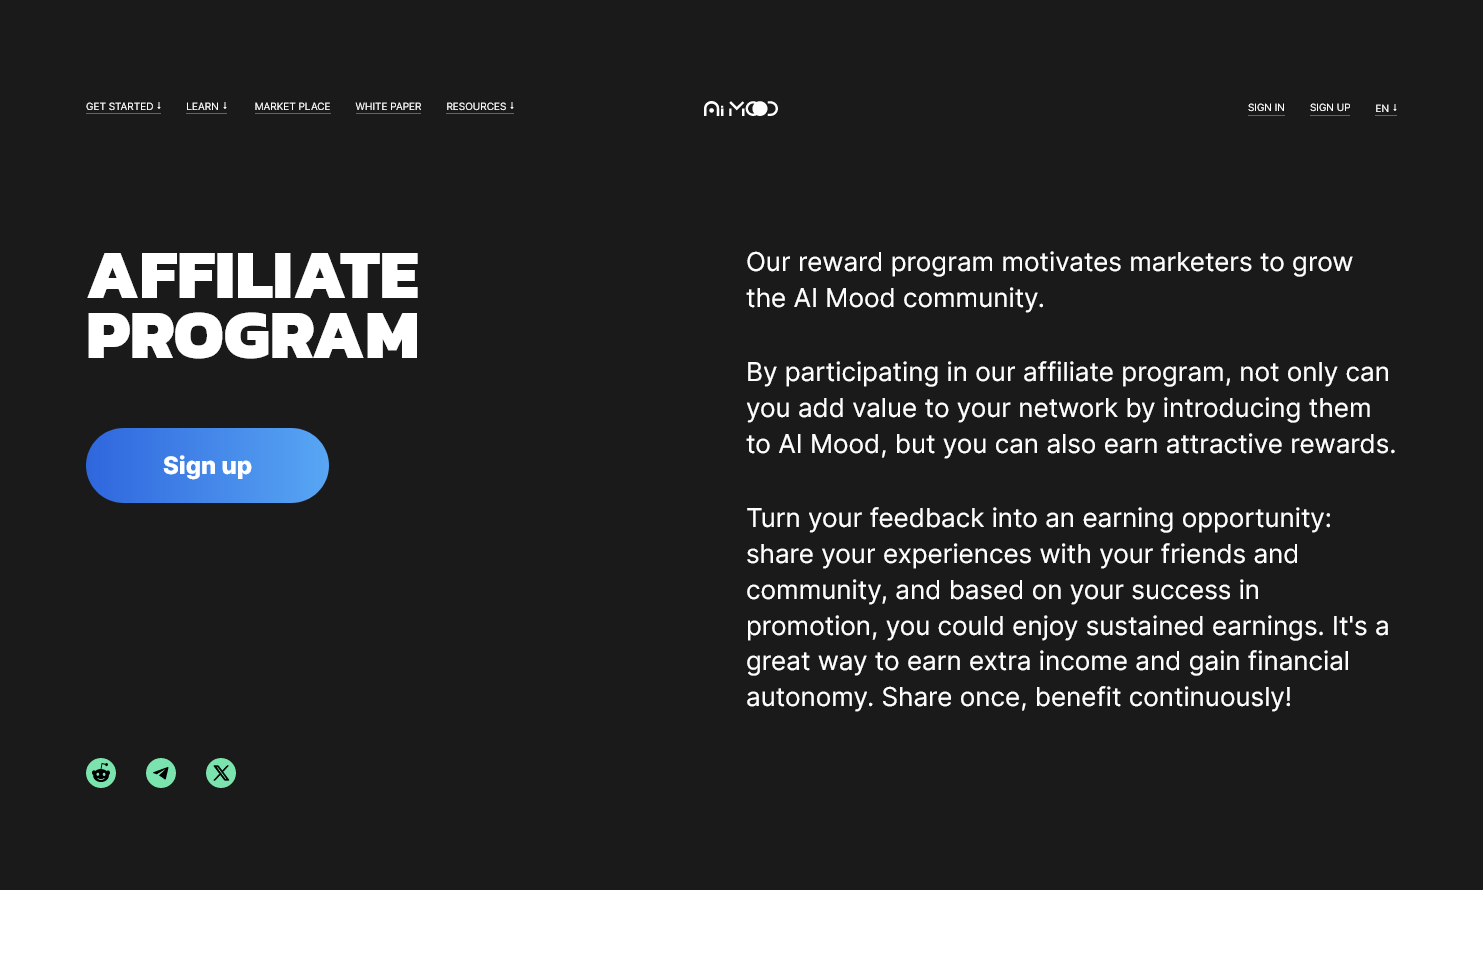 GET STARTED ↓
LEARN ↓
MARKET PLACE
WHITE PAPER
RESOURCES ↓
Ai MOOD
SIGN IN
SIGN UP
EN ↓
AFFILIATE
PROGRAM
Sign up
Our reward program motivates marketers to grow
the AI Mood community.
By participating in our affiliate program, not only can
you add value to your network by introducing them
to AI Mood, but you can also earn attractive rewards.
Turn your feedback into an earning opportunity:
share your experiences with your friends and
community, and based on your success in
promotion, you could enjoy sustained earnings. It's a
great way to earn extra income and gain financial
autonomy. Share once, benefit continuously!